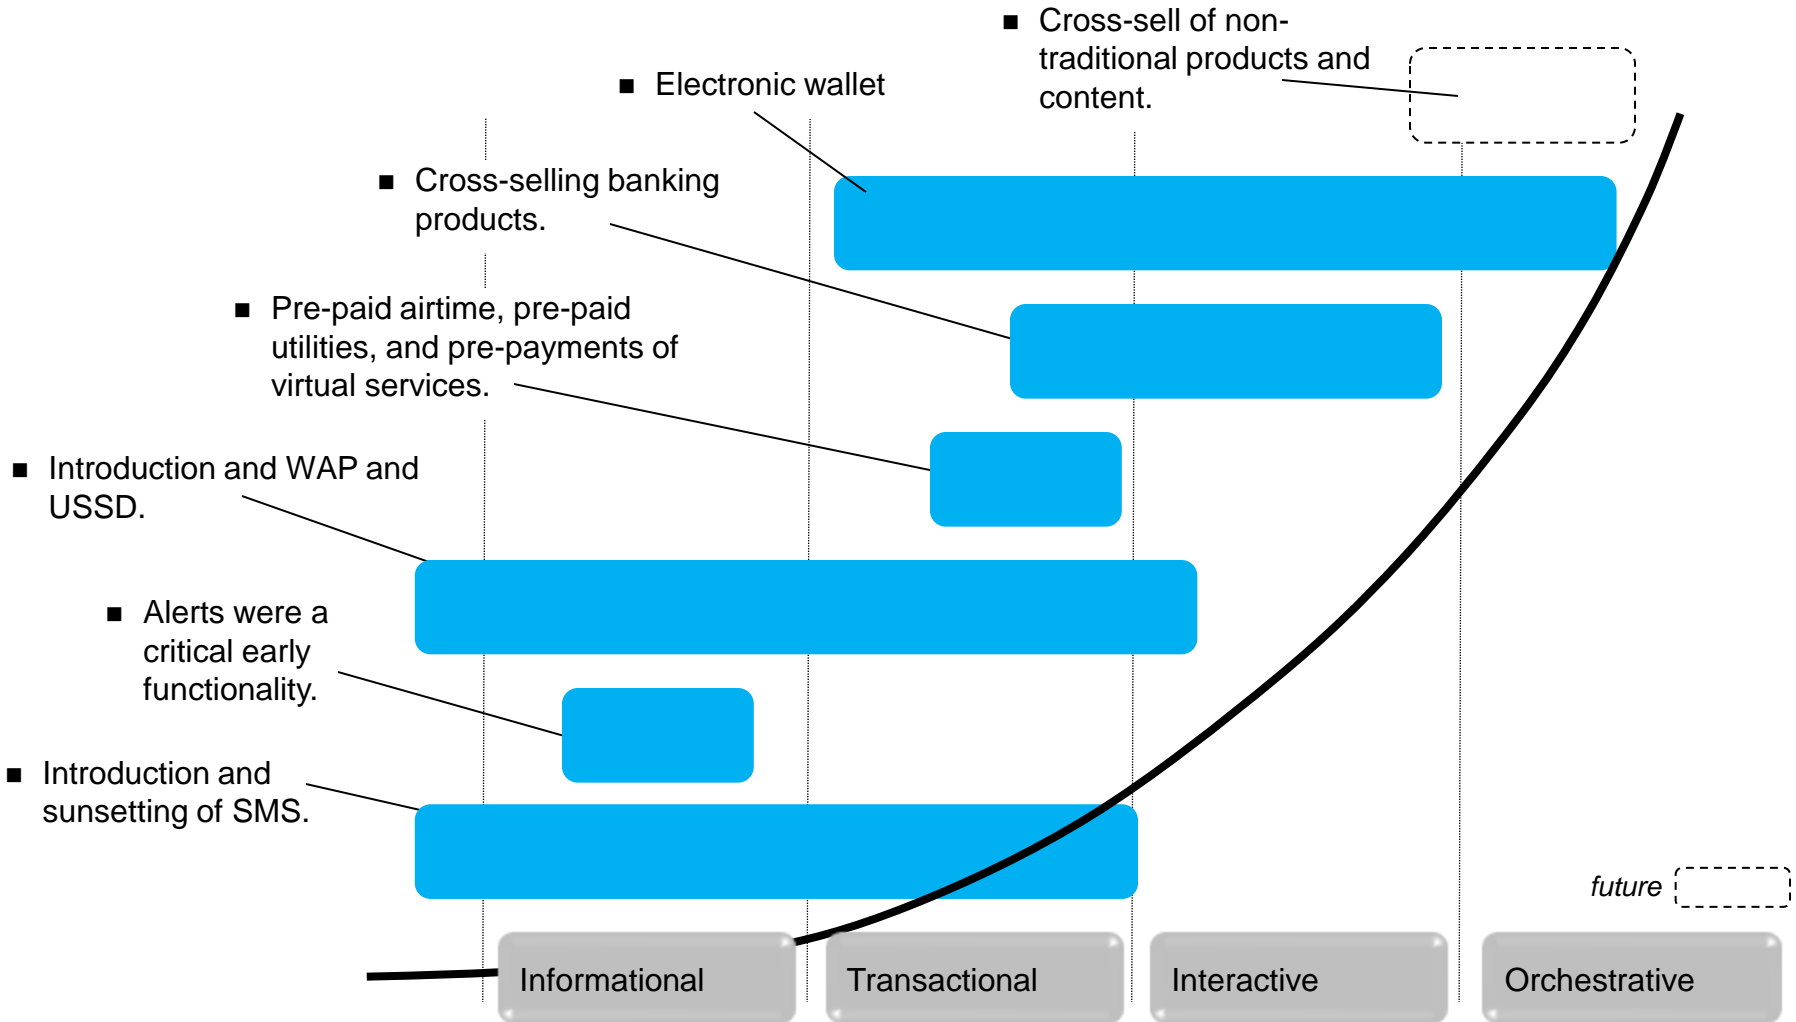 ■ Cross-sell of non-
traditional products and
content.
■ Electronic wallet
■ Cross-selling banking
products.
■ Pre-paid airtime, pre-paid
utilities, and pre-payments of
virtual services.
■ Introduction and WAP and
USSD.
■ Alerts were a
critical early
functionality.
■ Introduction and
sunsetting of SMS.
future
Informational
Transactional
Interactive
Orchestrative